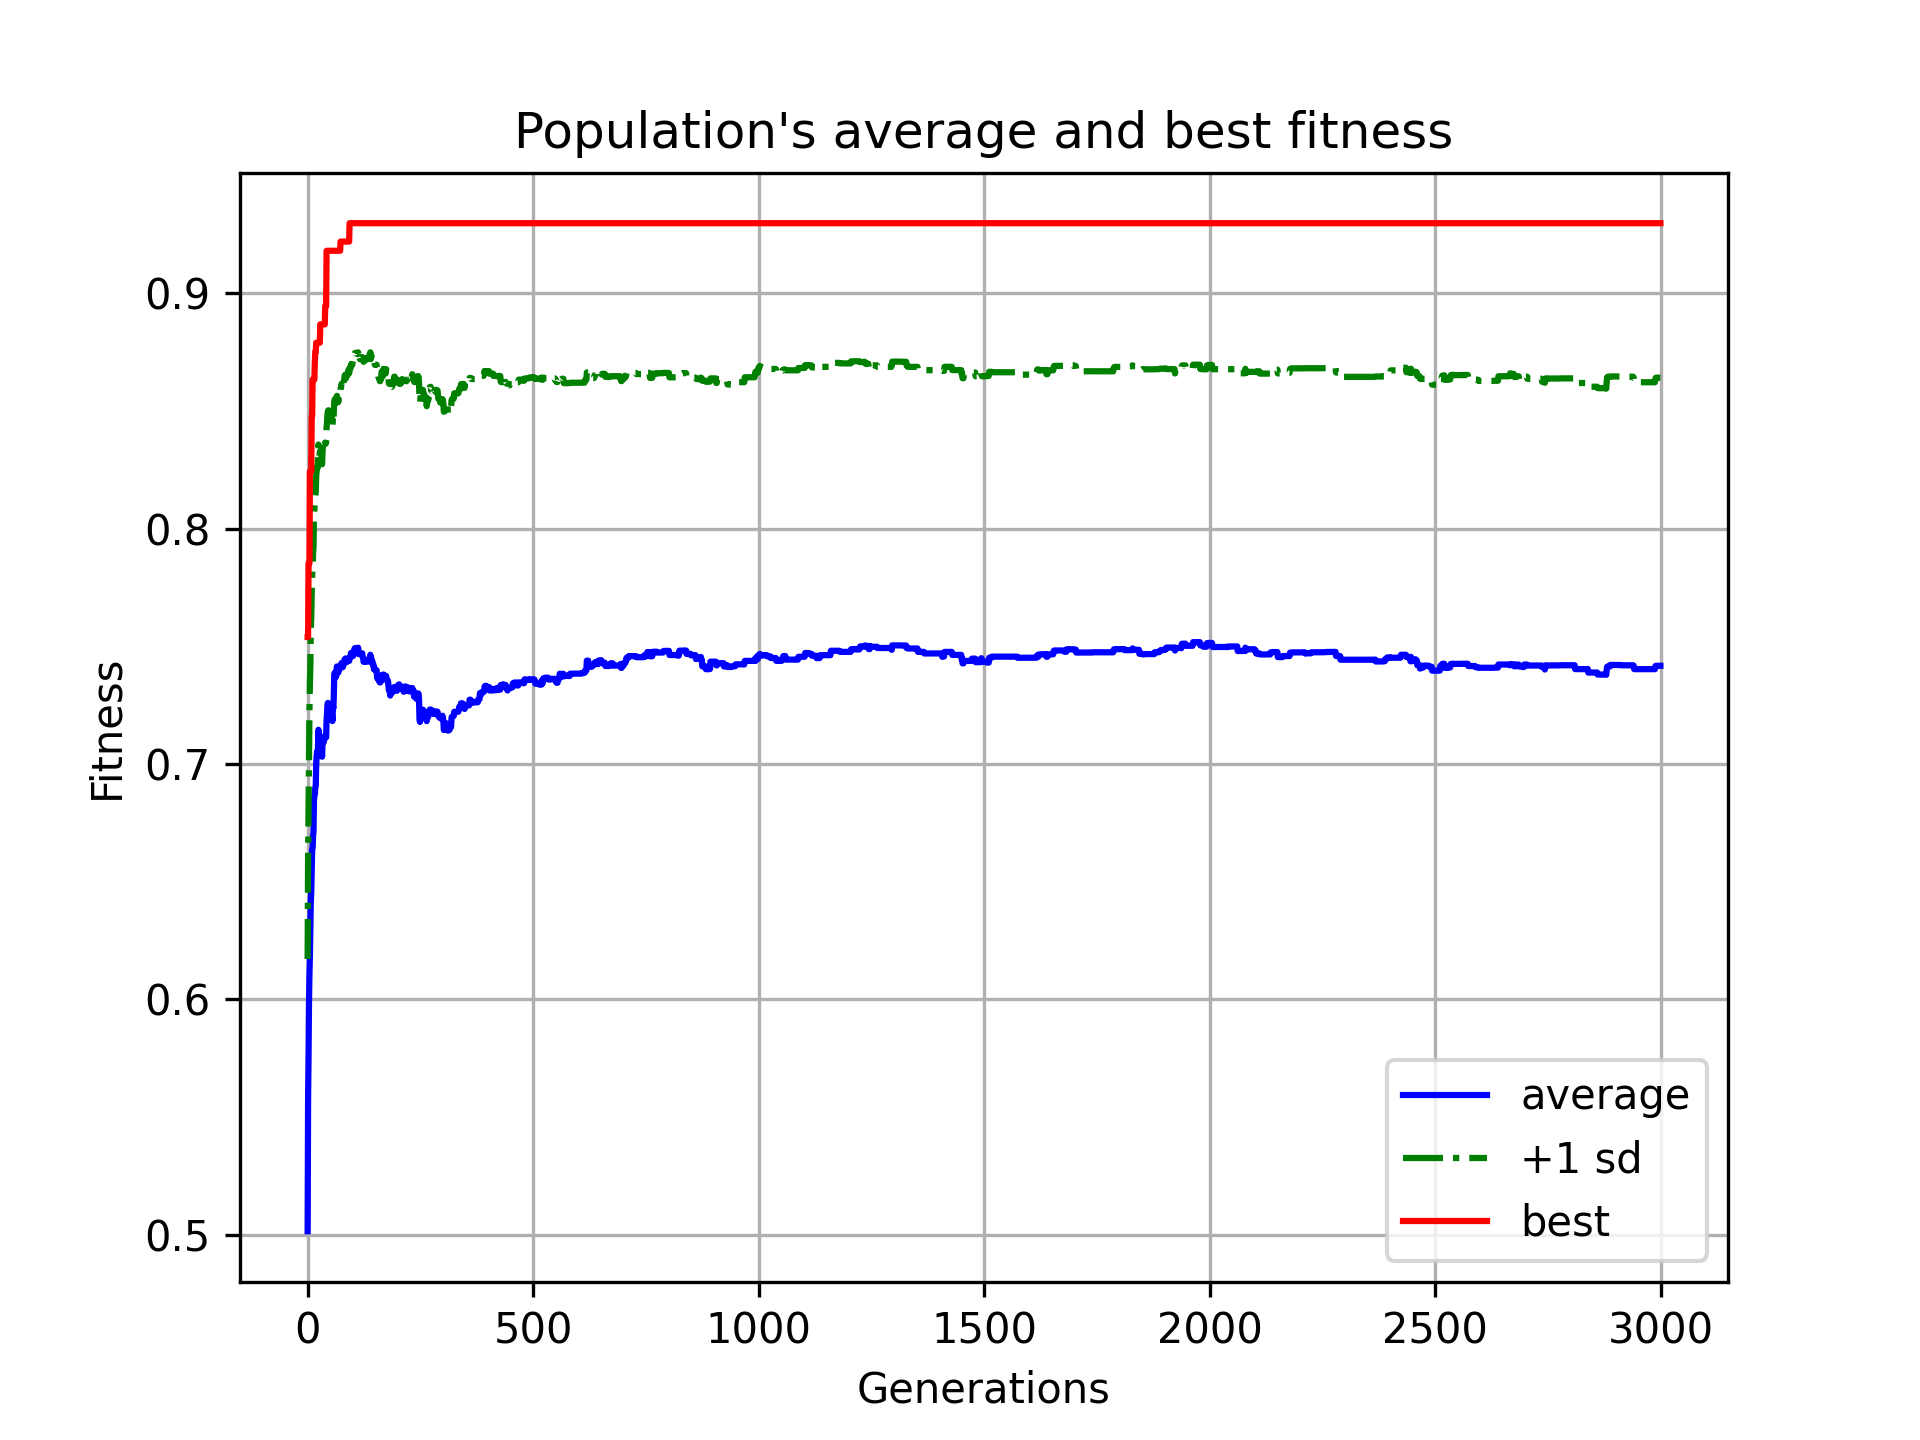 Population's average and best fitness
Fitness
0.9
0.8
0.7
0.6
0.5
0 500 1000 1500 2000 2500 3000
Generations
average
+1 sd
best